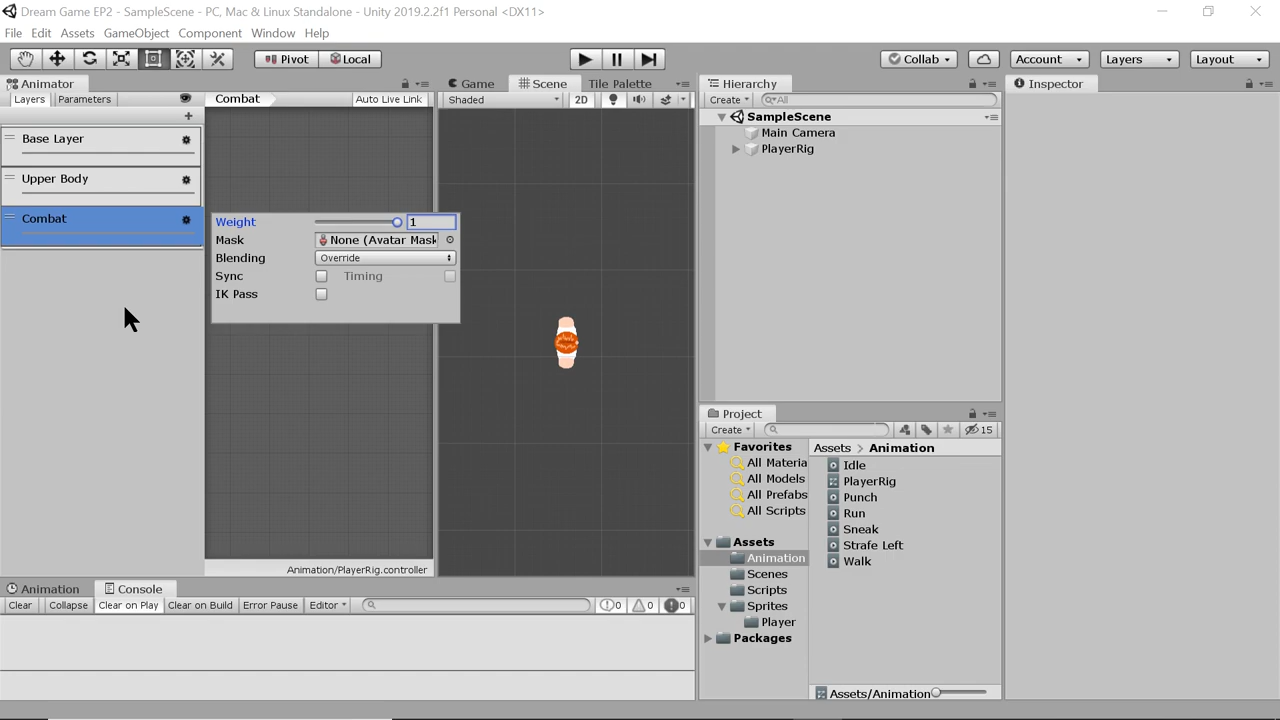 Dream Game EP2 - SampleScene - PC, Mac & Linux Standalone - Unity 2019.2.2f1 Personal <DX11>
File Edit Assets GameObject Component Window Help
Pivot Local Collab Account Layers Layout
Animator Game Scene Tile Palette Hierarchy Inspector
Layers Parameters Combat Auto Live Link Shaded 2D Create All
Base Layer
Upper Body
Combat
Weight 1
Mask None (Avatar Mask
Blending Override
Sync Timing
IK Pass
Animation/PlayerRig.controller
SampleScene
Main Camera
PlayerRig
Project
Create 15
Favorites
All Materia
All Models
All Prefabs
All Scripts
Assets
Animation
Scenes
Scripts
Sprites
Player
Packages
Assets > Animation
Idle
PlayerRig
Punch
Run
Sneak
Strafe Left
Walk
Assets/Animation
Animation Console
Clear Collapse Clear on Play Clear on Build Error Pause Editor 0 0 0